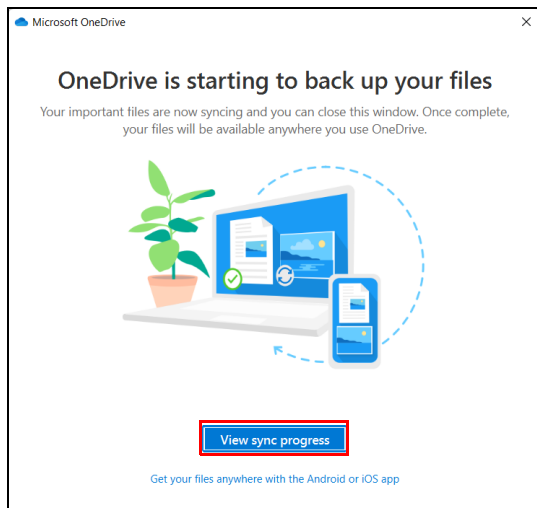 Microsoft OneDrive
OneDrive is starting to back up your files
Your important files are now syncing and you can close this window. Once complete,
your files will be available anywhere you use OneDrive.
View sync progress
Get your files anywhere with the Android or iOS app